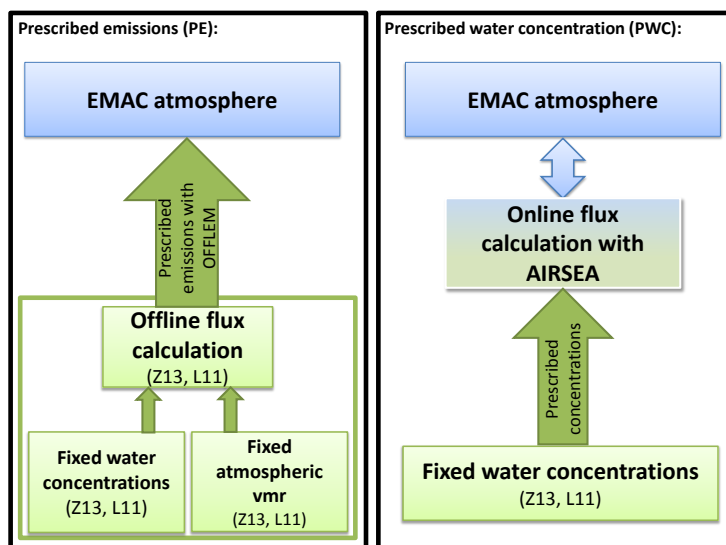 Prescribed emissions (PE):
EMAC atmosphere
Prescribed
emissions with
OFFLEM
Offline flux
calculation
(Z13, L11)
Fixed water
concentrations
(Z13, L11)
Fixed
atmospheric
vmr
(Z13, L11)
Prescribed water concentration (PWC):
EMAC atmosphere
Online flux
calculation with
AIRSEA
Prescribed
concentrations
Fixed water concentrations
(Z13, L11)